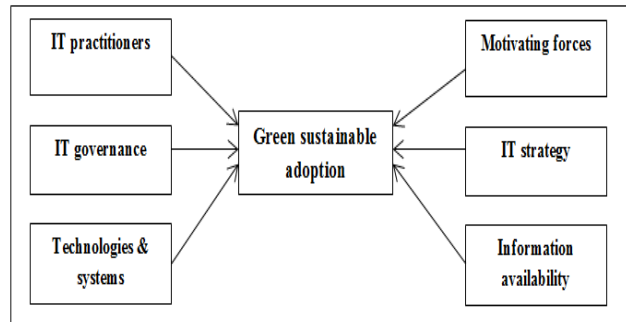 IT practitioners
IT governance
Technologies &
systems
Green sustainable
adoption
Motivating forces
IT strategy
Information
availability